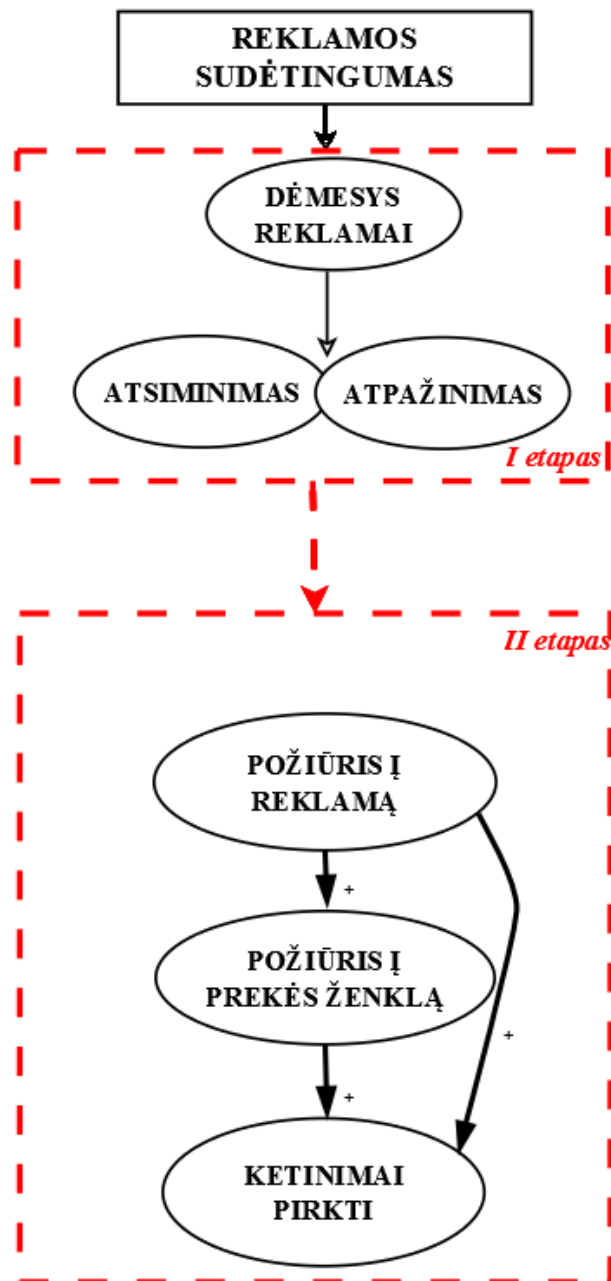 REKLAMOS
SUDĖTINGUMAS
DĖMESYS
REKLAMAI
ATSIMINIMAS
ATPAŽINIMAS
I etapas
II etapas
POŽIŪRIS Į
REKLAMĄ
+
POŽIŪRIS Į
PREKĖS ŽENKLĄ
+
+
KETINIMAI
PIRKTI